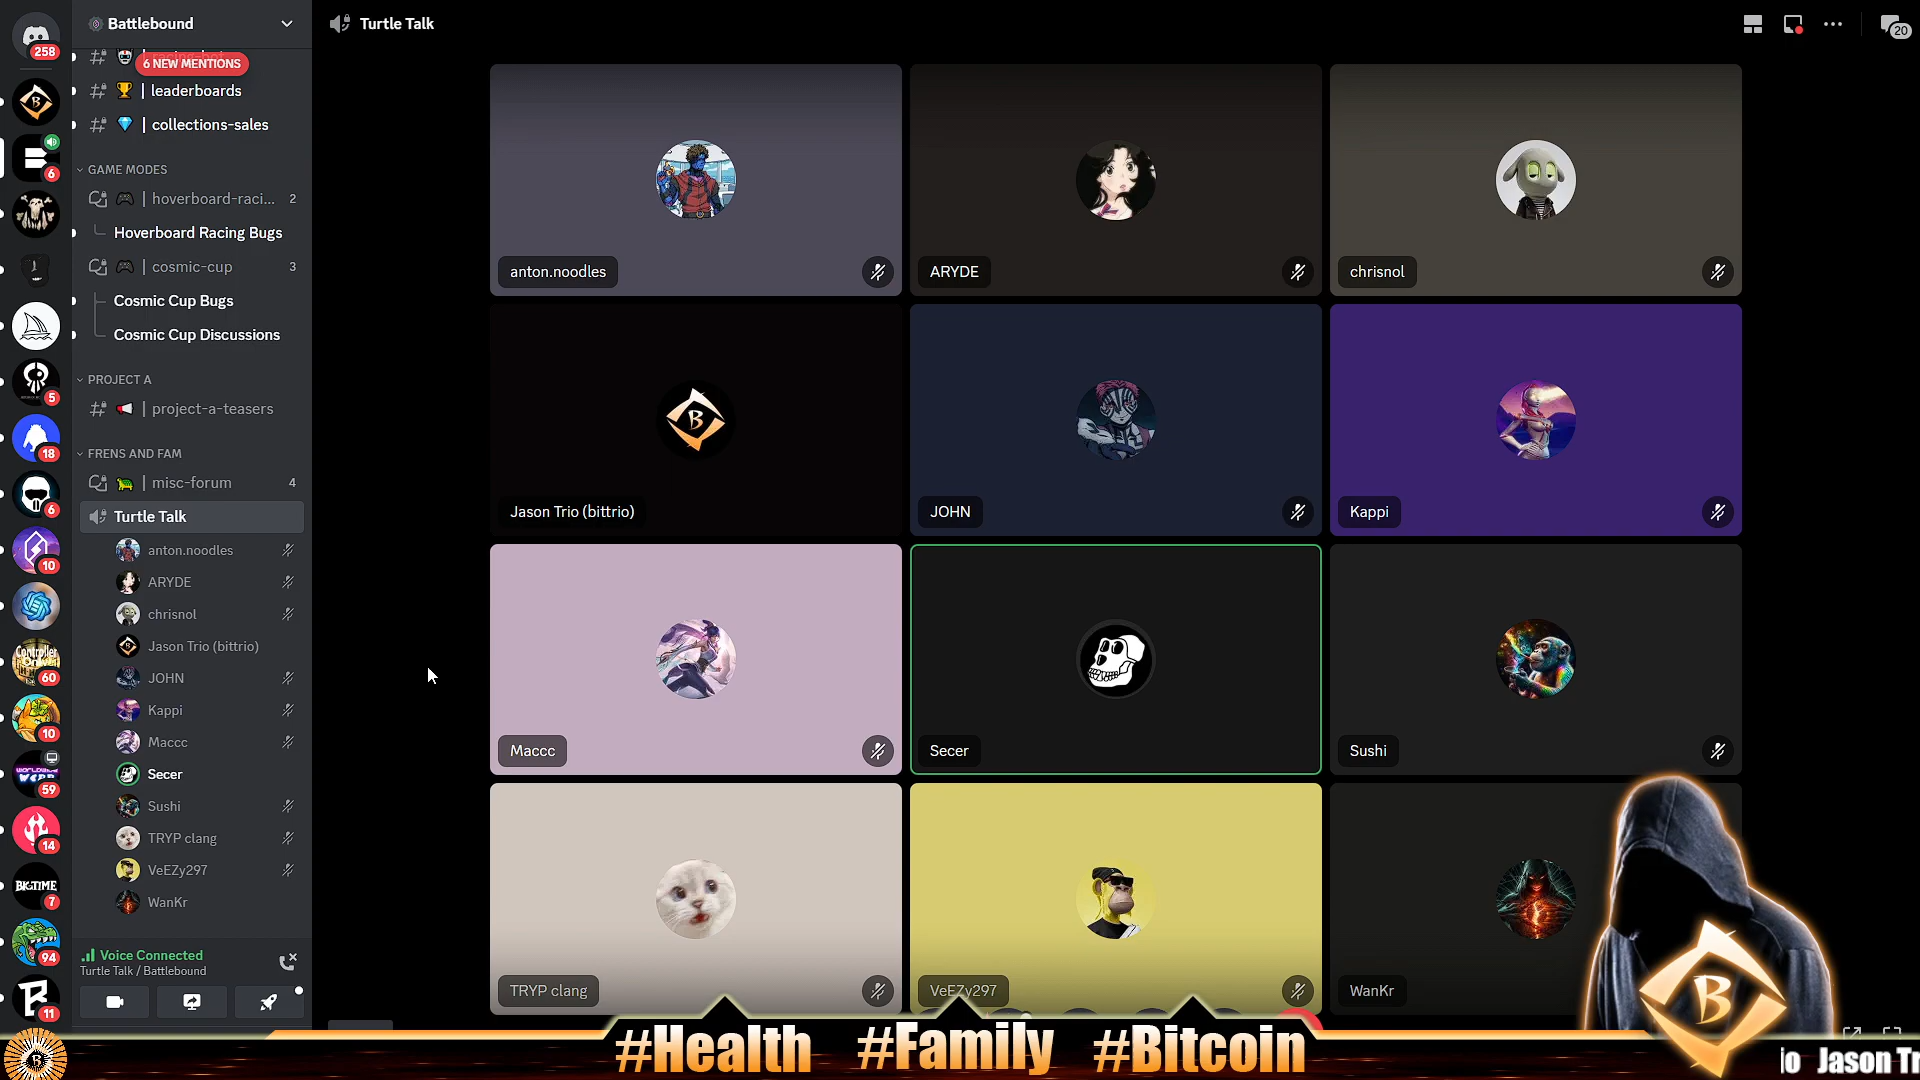 258
Battlebound
Turtle Talk
20
6 NEW MENTIONS
| leaderboards
| collections-sales
6
GAME MODES
| hoverboard-raci... 2
Hoverboard Racing Bugs
| cosmic-cup 3
Cosmic Cup Bugs
Cosmic Cup Discussions
PROJECT A
5
| project-a-teasers
18
FRENS AND FAM
| misc-forum 4
6
Turtle Talk
10
anton.noodles
ARYDE
chrisnol
Jason Trio (bittrio)
60
JOHN
Kappi
10
Maccc
Secer
59
Sushi
14
TRYP clang
VeEZy297
BIGTIME
7
WanKr
94
Voice Connected
Turtle Talk / Battlebound
11
anton.noodles
ARYDE
chrisnol
Jason Trio (bittrio)
B
JOHN
Kappi
Maccc
Secer
Sushi
TRYP clang
VeEZy297
WanKr
B
#Health #Family #Bitcoin
io Jason Tr